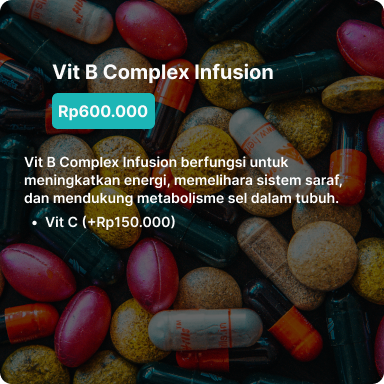 Vit B Complex Infusion
Rp600.000
Vit B Complex Infusion berfungsi untuk
meningkatkan energi, memelihara sistem saraf,
dan mendukung metabolisme sel dalam tubuh.
• Vit C (+Rp150.000)